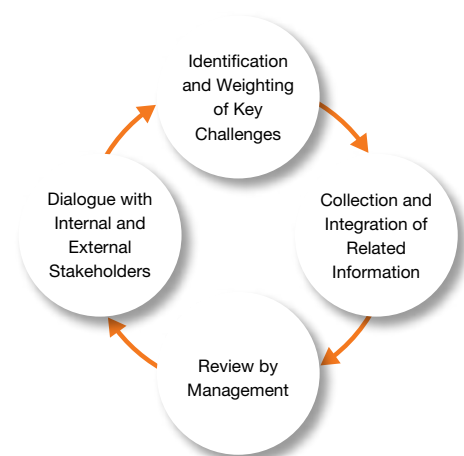 Identification
and Weighting
of Key
Challenges
Collection and
Integration of
Related
Information
Review by
Management
Dialogue with
Internal and
External
Stakeholders